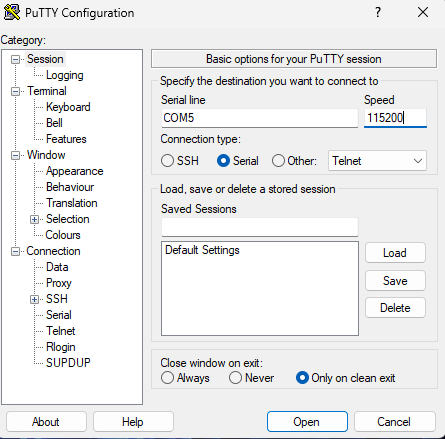 PuTTY Configuration
?
Category:
Session
Logging
Terminal
Keyboard
Bell
Features
Window
Appearance
Behaviour
Translation
Selection
Colours
Connection
Data
Proxy
SSH
Serial
Telnet
Rlogin
SUPDUP
Basic options for your PuTTY session
Specify the destination you want to connect to
Serial line Speed
COM5 115200
Connection type:
SSH Serial Other: Telnet
Load, save or delete a stored session
Saved Sessions
Default Settings
Load
Save
Delete
Close window on exit:
Always Never Only on clean exit
About Help Open Cancel